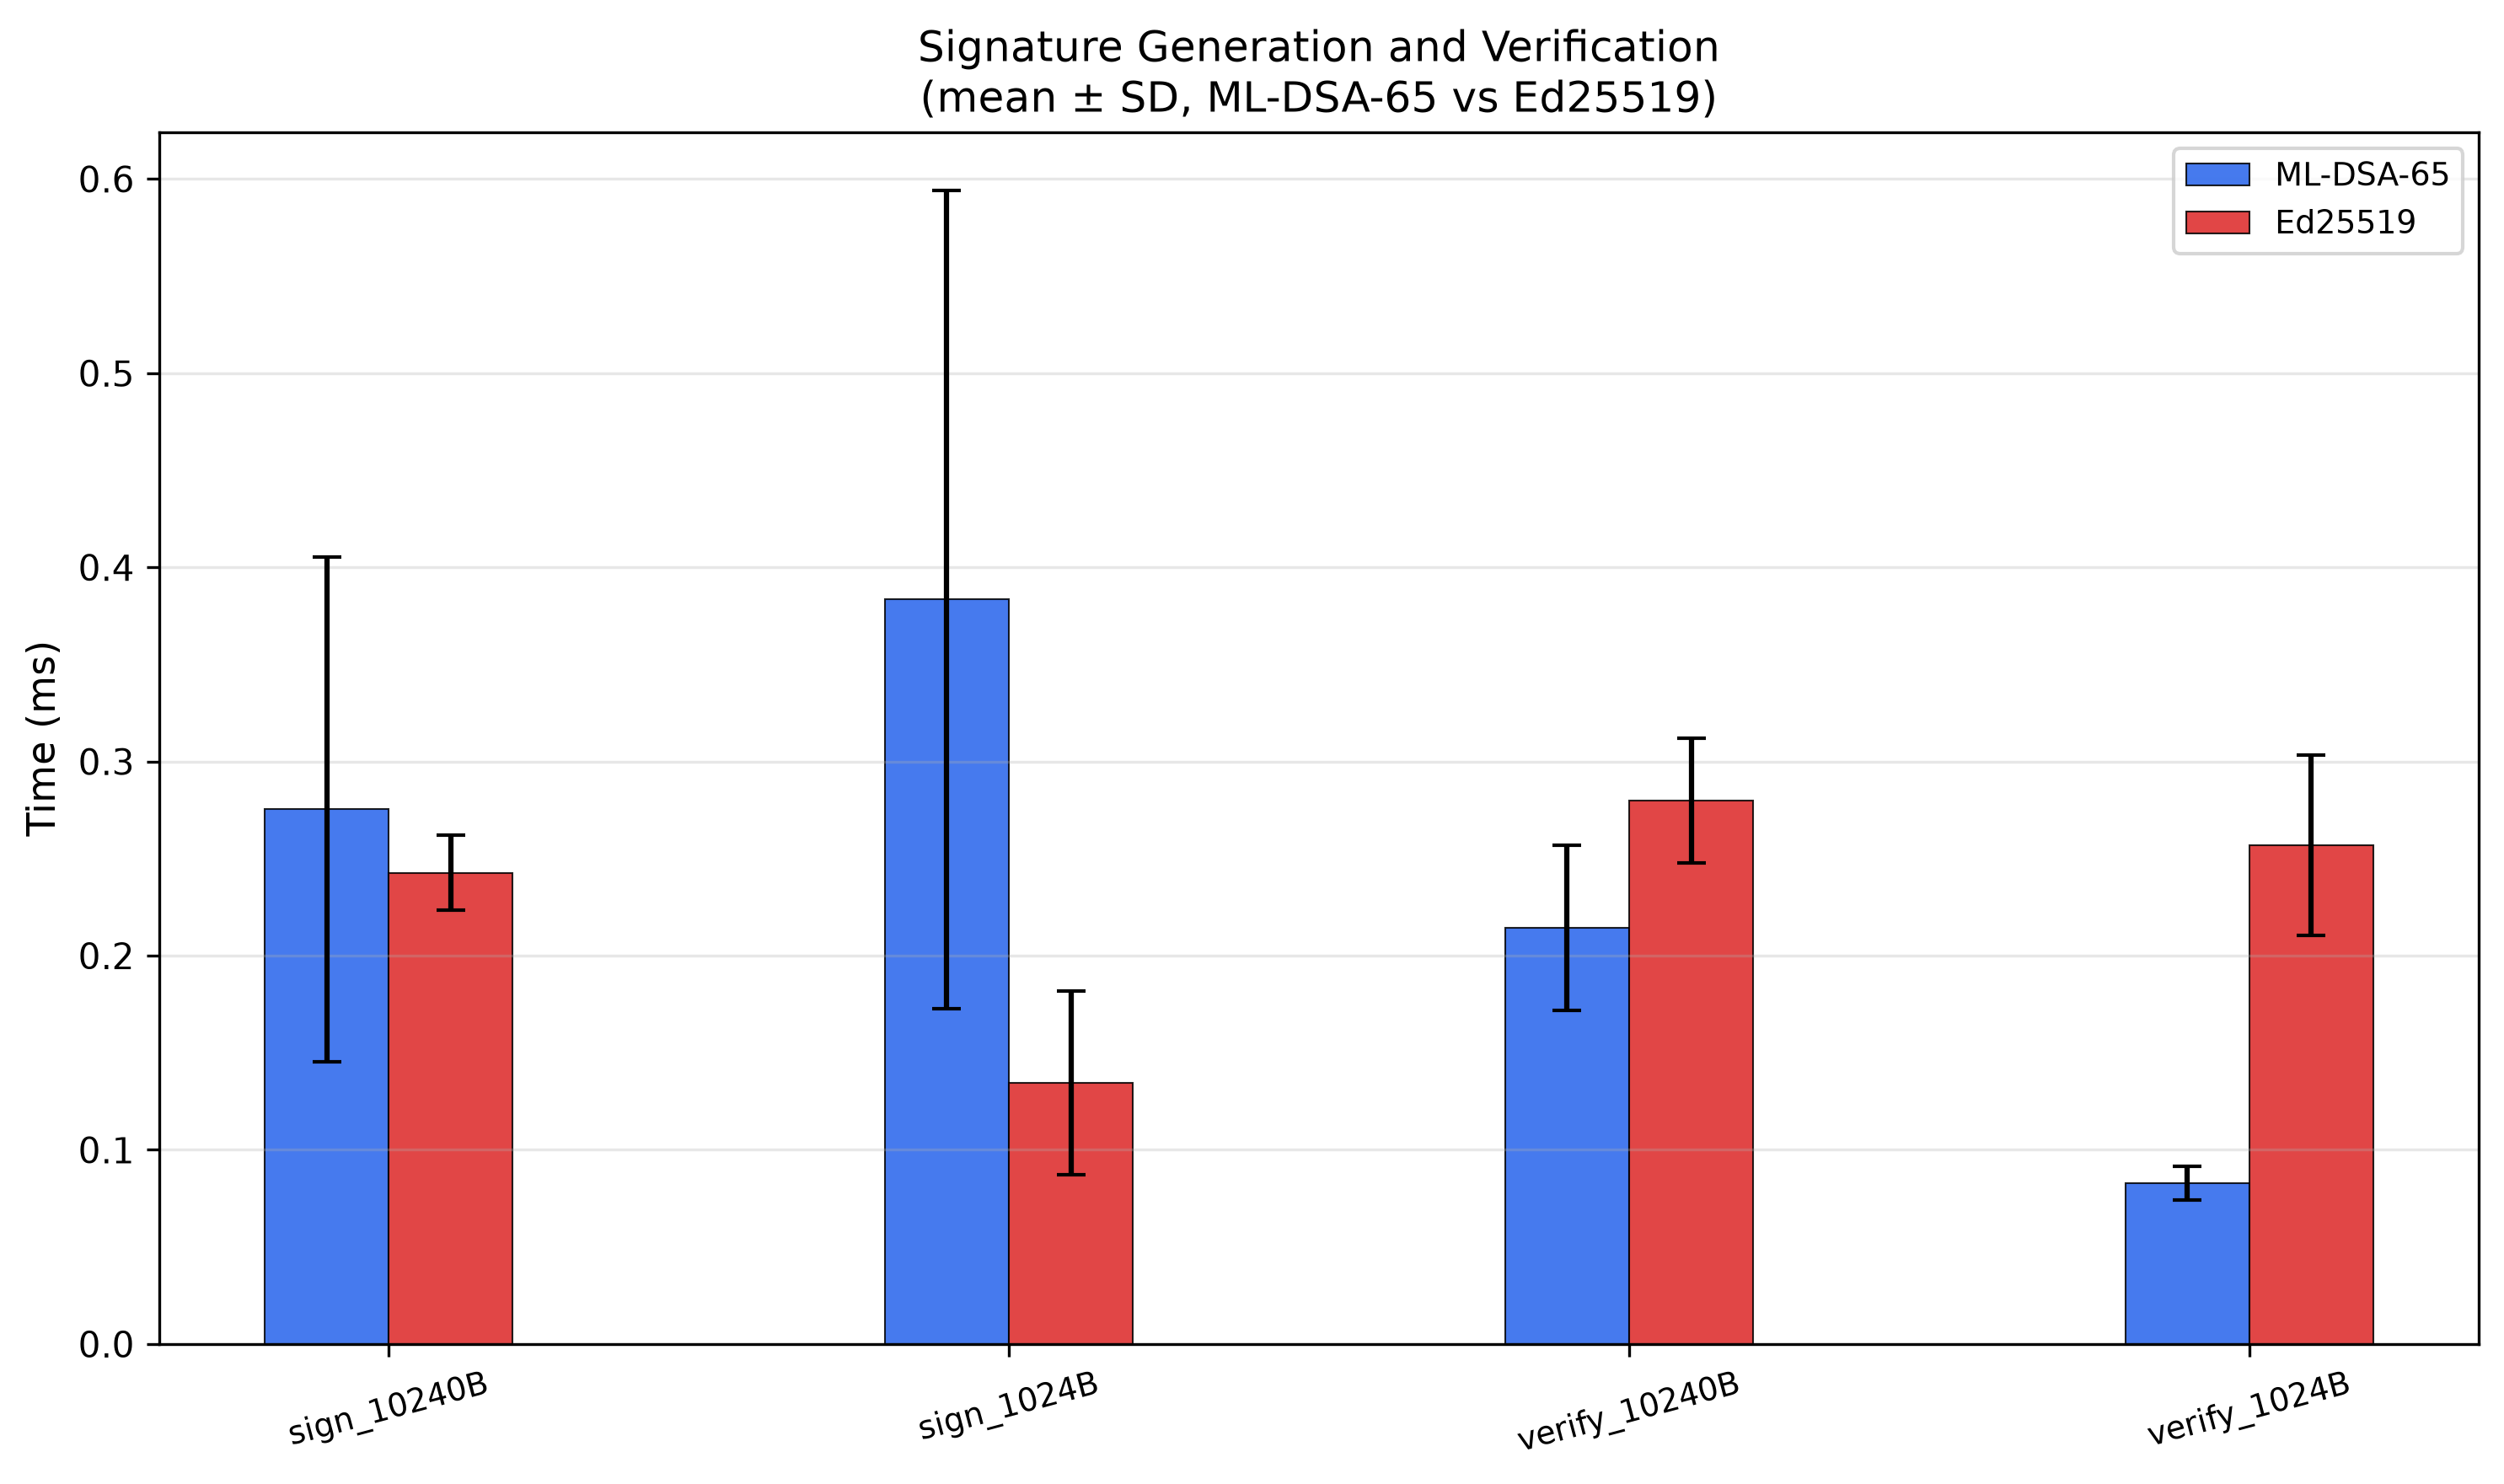 Signature Generation and Verification
(mean ± SD, ML-DSA-65 vs Ed25519)
ML-DSA-65
Ed25519
Time (ms)
0.6
0.5
0.4
0.3
0.2
0.1
0.0
sign_10240B
sign_1024B
verify_10240B
verify_1024B